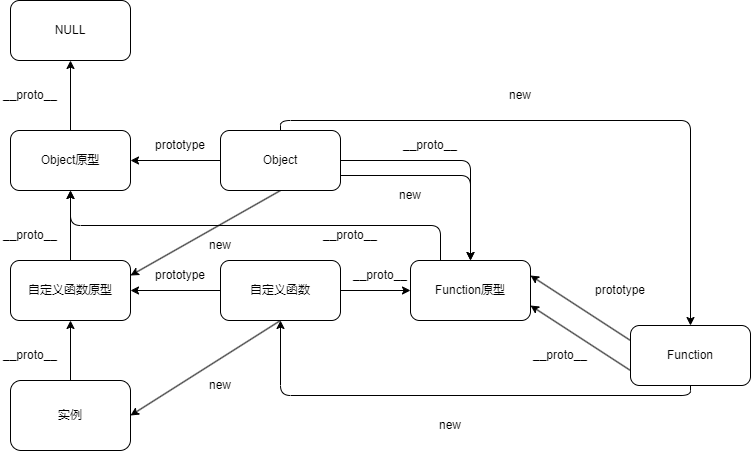 NULL
__proto__
new
Object原型
prototype
Object
__proto__
new
__proto__
new
__proto__
自定义函数原型
prototype
自定义函数
__proto__
Function原型
prototype
__proto__
new
__proto__
Function
实例
new